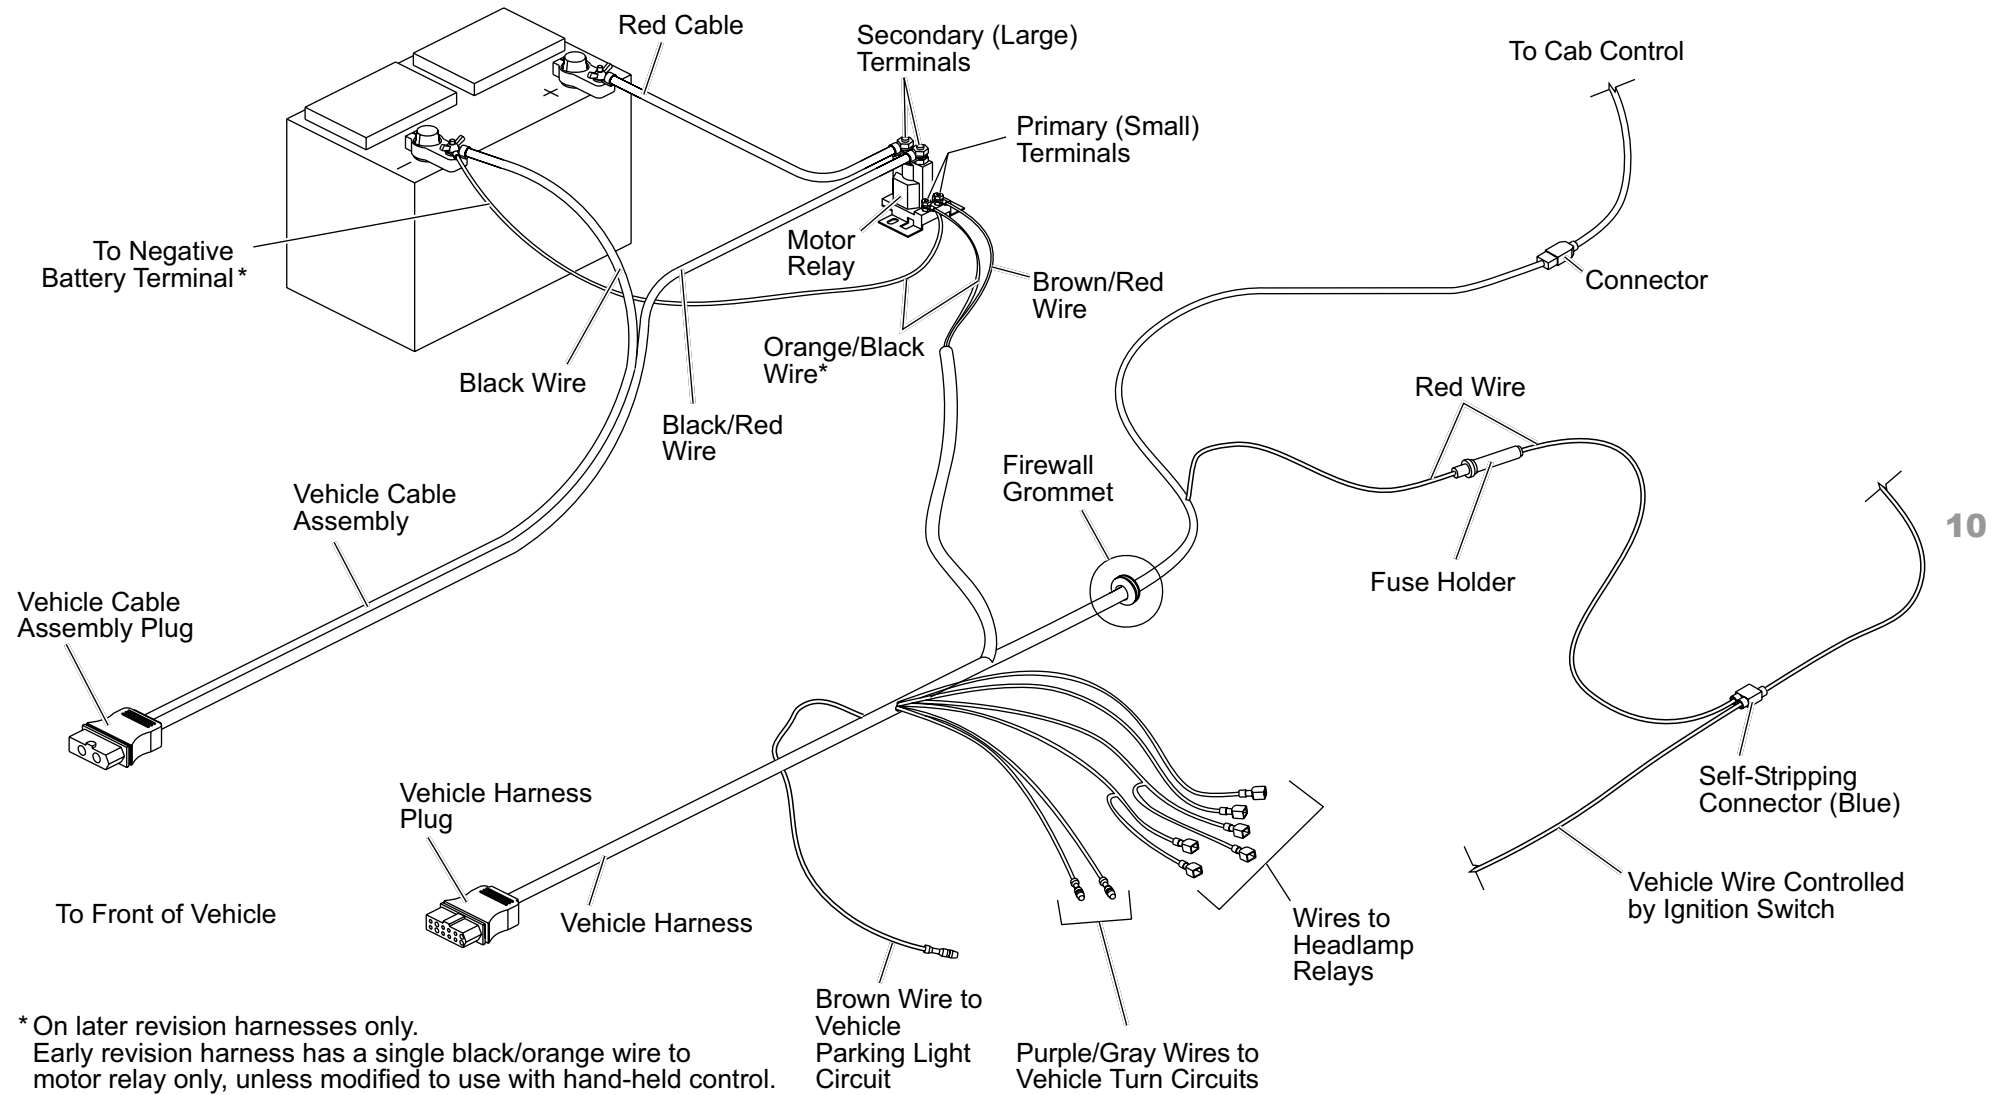 Red Cable
Secondary (Large)
Terminals
To Cab Control
Primary (Small)
Terminals
+
−
To Negative
Battery Terminal*
Motor
Relay
Brown/Red
Wire
Connector
Orange/Black
Wire*
Black Wire
Black/Red
Wire
Red Wire
Firewall
Grommet
Vehicle Cable
Assembly
10
Fuse Holder
Vehicle Cable
Assembly Plug
Self-Stripping
Connector (Blue)
Vehicle Harness
Plug
Vehicle Wire Controlled
by Ignition Switch
To Front of Vehicle
Vehicle Harness
Wires to
Headlamp
Relays
Brown Wire to
Vehicle
Parking Light
Circuit
Purple/Gray Wires to
Vehicle Turn Circuits
* On later revision harnesses only.
Early revision harness has a single black/orange wire to
motor relay only, unless modified to use with hand-held control.